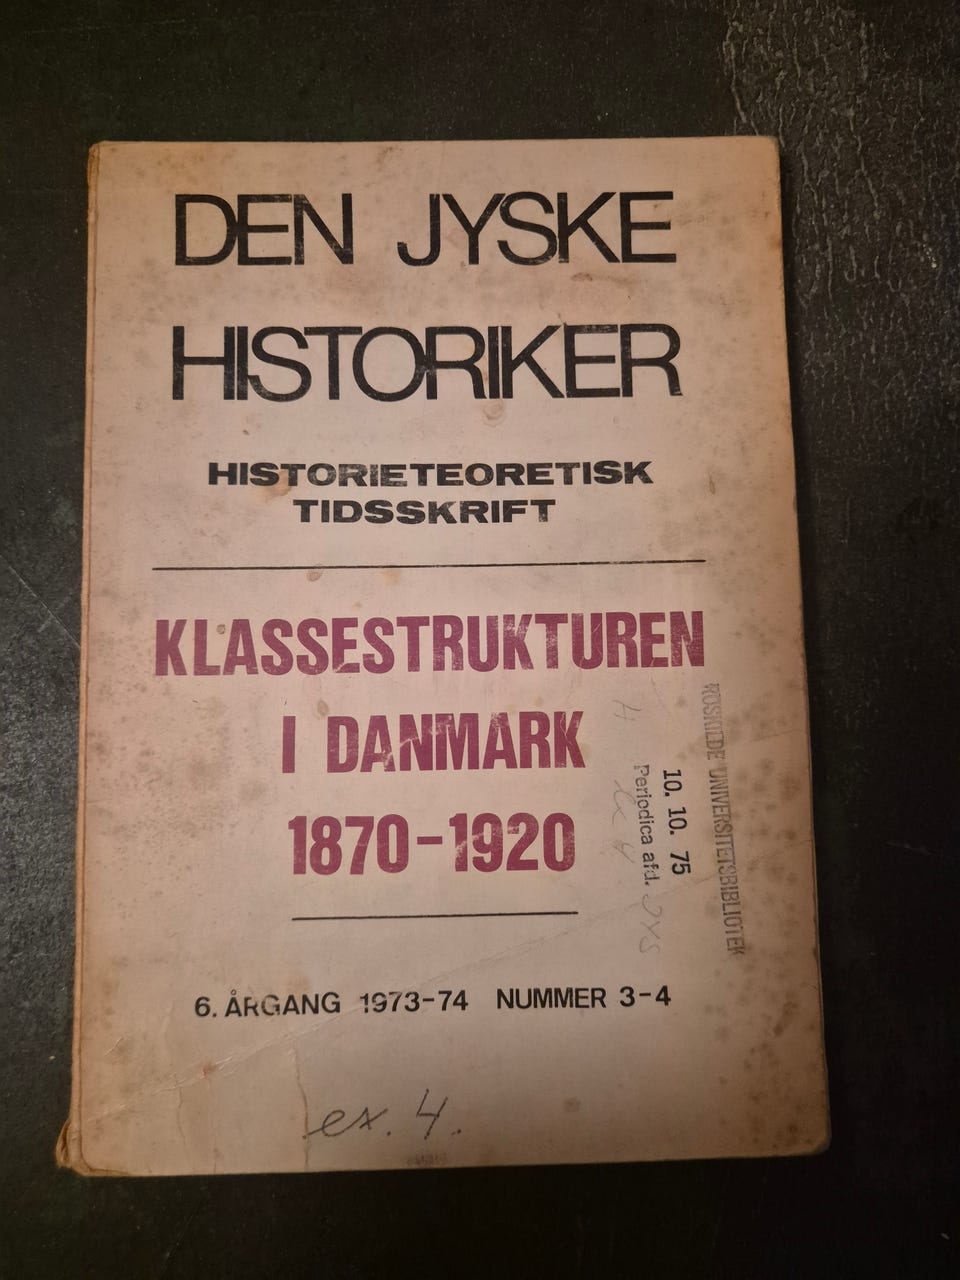 DEN JYSKE
HISTORIKER
HISTORIETEORETISK
TIDSSKRIFT
KLASSESTRUKTUREN
I DANMARK
1870-1920
ROSKILDE UNIVERSITETSBIBLIOTEK
10. 10. 75
Periodica afd.
6. ÅRGANG 1973-74 NUMMER 3-4
ex. 4.